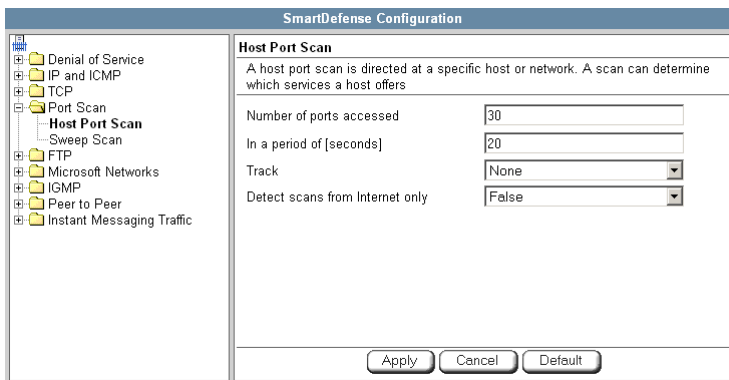 SmartDefense Configuration
Denial of Service
IP and ICMP
TCP
Port Scan
Host Port Scan
Sweep Scan
FTP
Microsoft Networks
IGMP
Peer to Peer
Instant Messaging Traffic
Host Port Scan
A host port scan is directed at a specific host or network. A scan can determine
which services a host offers
Number of ports accessed 30
In a period of [seconds] 20
Track None
Detect scans from Internet only False
Apply Cancel Default